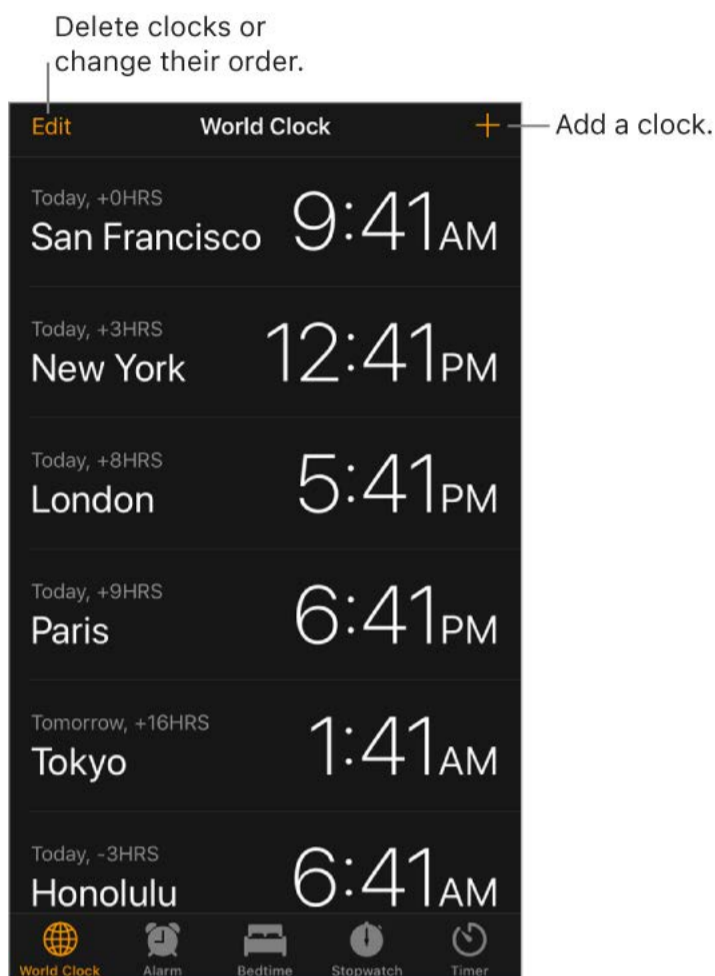 Delete clocks or
change their order.
Edit
World Clock
+
Add a clock.
Today, +0HRS
San Francisco
9:41AM
Today, +3HRS
New York
12:41PM
Today, +8HRS
London
5:41PM
Today, +9HRS
Paris
6:41PM
Tomorrow, +16HRS
Tokyo
1:41AM
Today, -3HRS
Honolulu
6:41AM
World Clock
Alarm
Bedtime
Stopwatch
Timer